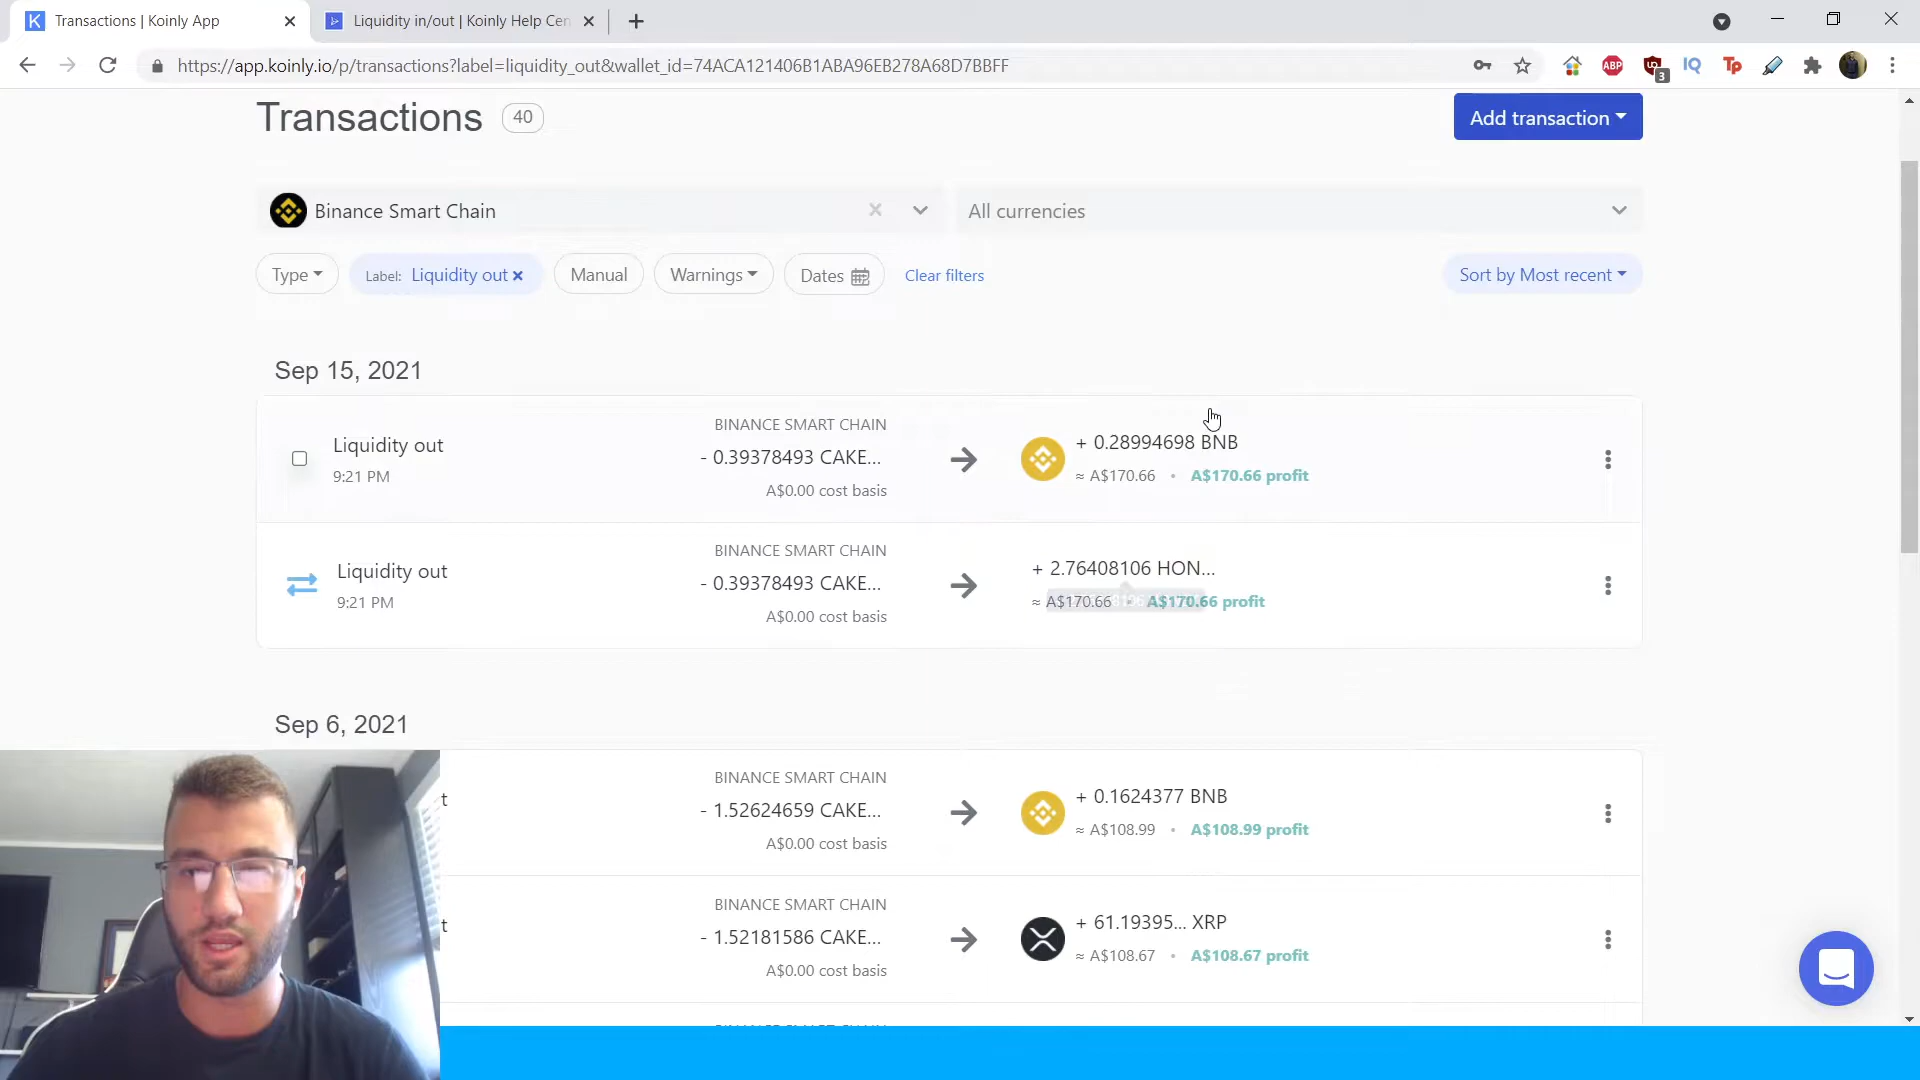 Transactions | Koinly App
Liquidity in/out | Koinly Help Cen
https://app.koinly.io/p/transactions?label=liquidity_out&wallet_id=74ACA121406B1ABA96EB278A68D7BBFF
ABP
3
IQ
Tp
Transactions 40
Add transaction
Binance Smart Chain
All currencies
Type
Label: Liquidity out
Manual
Warnings
Dates
Clear filters
Sort by Most recent
Sep 15, 2021
Liquidity out
9:21 PM
BINANCE SMART CHAIN
- 0.39378493 CAKE...
A$0.00 cost basis
+ 0.28994698 BNB
≈ A$170.66 • A$170.66 profit
Liquidity out
9:21 PM
BINANCE SMART CHAIN
- 0.39378493 CAKE...
A$0.00 cost basis
+ 2.76408106 HON...
≈ A$170.66 • A$170.66 profit
Sep 6, 2021
t
BINANCE SMART CHAIN
- 1.52624659 CAKE...
A$0.00 cost basis
+ 0.1624377 BNB
≈ A$108.99 • A$108.99 profit
t
BINANCE SMART CHAIN
- 1.52181586 CAKE...
A$0.00 cost basis
+ 61.19395... XRP
≈ A$108.67 • A$108.67 profit